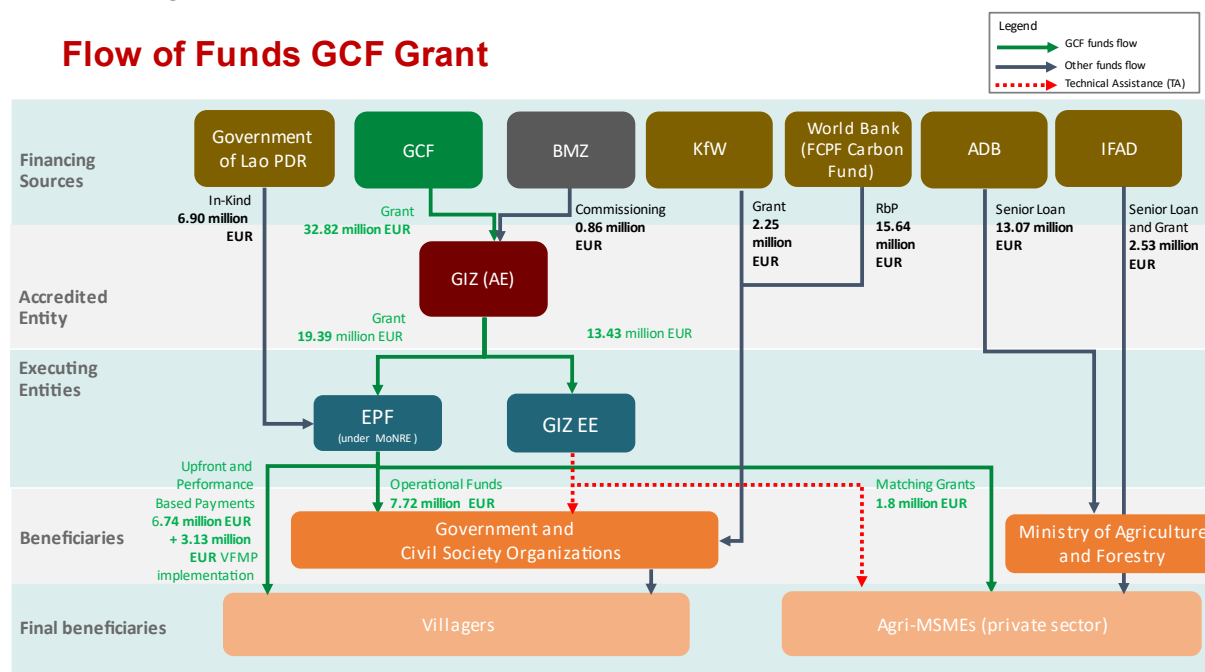 Flow of Funds GCF Grant
Legend
GCF funds flow
Other funds flow
Technical Assistance (TA)
Financing
Sources
Government
of Lao PDR
GCF
BMZ
KfW
World Bank
(FCPF Carbon
Fund)
ADB
IFAD
In-Kind
6.90 million
EUR
Grant
32.82 million EUR
Commissioning
0.86 million
EUR
Grant
2.25
million
EUR
RbP
15.64
million
EUR
Senior Loan
13.07 million
EUR
Senior Loan
and Grant
2.53 million
EUR
Accredited
Entity
GIZ (AE)
Grant
19.39 million EUR
13.43 million EUR
Executing
Entities
EPF
(under MoNRE )
GIZ EE
Upfront and
Performance
Based Payments
6.74 million EUR
+ 3.13 million
EUR VFMP
implementation
Operational Funds
7.72 million EUR
Matching Grants
1.8 million EUR
Beneficiaries
Government and
Civil Society Organizations
Ministry of Agriculture
and Forestry
Final beneficiaries
Villagers
Agri-MSMEs (private sector)